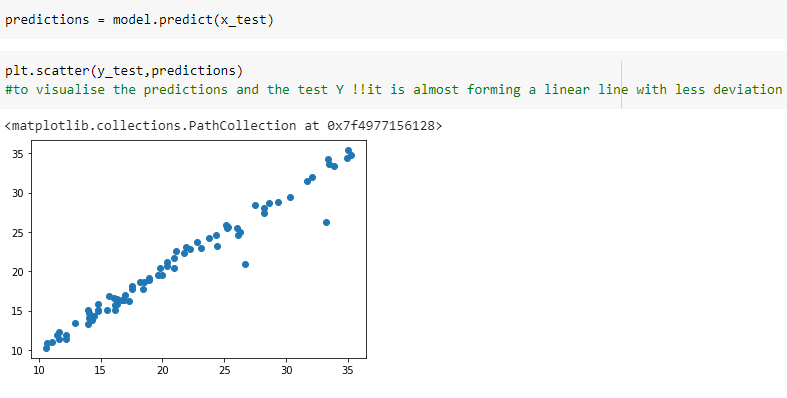 predictions = model.predict(x_test)
plt.scatter(y_test,predictions)
#to visualise the predictions and the test Y !!it is almost forming a linear line with less deviation
<matplotlib.collections.PathCollection at 0x7f4977156128>
35
30
25
20
15
10
10 15 20 25 30 35